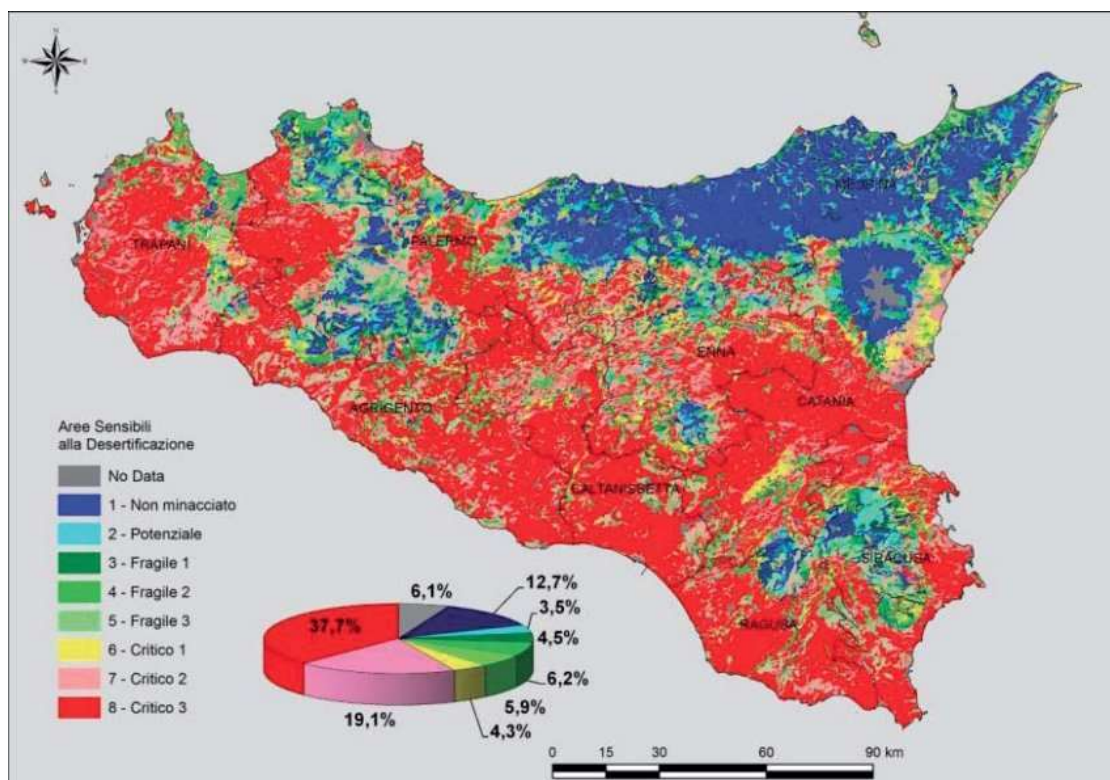 N
E
S
TRAPANI
PALERMO
MESSINA
ENNA
CATANIA
AGRIGENTO
CALTANISSETTA
SIRACUSA
RAGUSA
Aree Sensibili
alla Desertificazione
No Data
1 - Non minacciato
2 - Potenziale
3 - Fragile 1
4 - Fragile 2
5 - Fragile 3
6 - Critico 1
7 - Critico 2
8 - Critico 3
6,1%
12,7%
3,5%
4,5%
6,2%
5,9%
4,3%
19,1%
37,7%
0 15 30 60 90 km